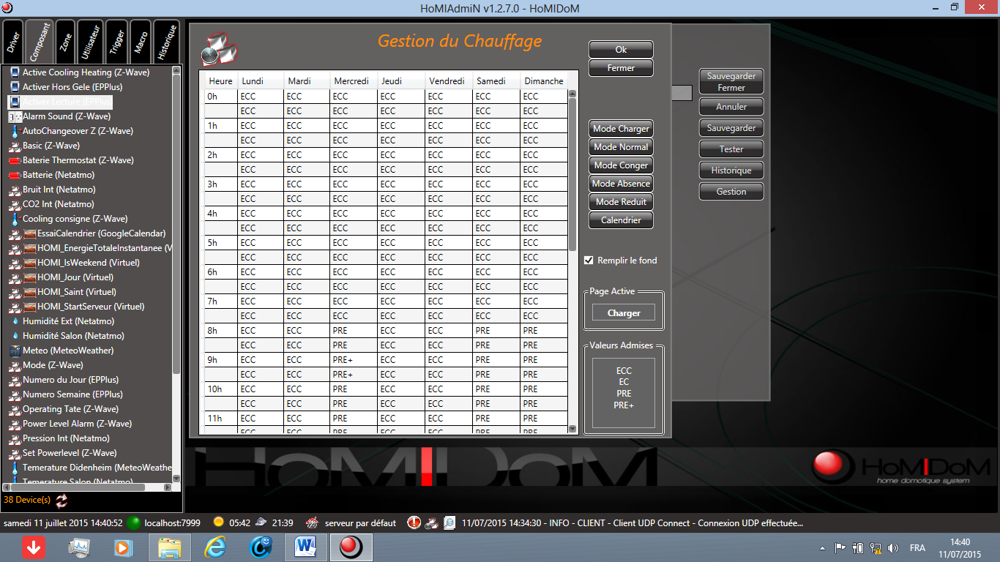 HoMIAdmiN v1.2.7.0 - HoMIDoM
Driver
Composant
Zone
Utilisateur
Trigger
Macro
Historique
Active Cooling Heating (Z-Wave)
Activer Hors Gele (EPPlus)
Activer Lecture (EPPlus)
Alarm Sound (Z-Wave)
AutoChangeover Z (Z-Wave)
Basic (Z-Wave)
Baterie Thermostat (Z-Wave)
Batterie (Netatmo)
Bruit Int (Netatmo)
CO2 Int (Netatmo)
Cooling consigne (Z-Wave)
EssaiCalendrier (GoogleCalendar)
HOMI_EnergieTotaleInstantanee (V
HOMI_IsWeekend (Virtuel)
HOMI_Jour (Virtuel)
HOMI_Saint (Virtuel)
HOMI_StartServeur (Virtuel)
Humidité Ext (Netatmo)
Humidité Salon (Netatmo)
Meteo (MeteoWeather)
Mode (Z-Wave)
Numero du Jour (EPPlus)
Numero Semaine (EPPlus)
Operating Tate (Z-Wave)
Power Level Alarm (Z-Wave)
Pression Int (Netatmo)
Set Powerlevel (Z-Wave)
Temerature Didenheim (MeteoWeathe
Temerature Salon (Netatmo)
38 Device(s)
Gestion du Chauffage
Heure Lundi Mardi Mercredi Jeudi Vendredi Samedi Dimanche
0h ECC ECC ECC ECC ECC ECC ECC
ECC ECC ECC ECC ECC ECC ECC
1h ECC ECC ECC ECC ECC ECC ECC
ECC ECC ECC ECC ECC ECC ECC
2h ECC ECC ECC ECC ECC ECC ECC
ECC ECC ECC ECC ECC ECC ECC
3h ECC ECC ECC ECC ECC ECC ECC
ECC ECC ECC ECC ECC ECC ECC
4h ECC ECC ECC ECC ECC ECC ECC
ECC ECC ECC ECC ECC ECC ECC
5h ECC ECC ECC ECC ECC ECC ECC
ECC ECC ECC ECC ECC ECC ECC
6h ECC ECC ECC ECC ECC ECC ECC
ECC ECC ECC ECC ECC ECC ECC
7h ECC ECC ECC ECC ECC ECC ECC
ECC ECC ECC ECC ECC ECC ECC
8h ECC ECC PRE ECC ECC PRE PRE
ECC ECC PRE ECC ECC PRE PRE
9h ECC ECC PRE+ ECC ECC PRE PRE
ECC ECC PRE+ ECC ECC PRE PRE
10h ECC ECC PRE ECC ECC PRE PRE
ECC ECC PRE ECC ECC PRE PRE
11h ECC ECC PRE ECC ECC PRE PRE
ECC ECC PRE ECC ECC PRE PRE
Ok
Fermer
Mode Charger
Mode Normal
Mode Conger
Mode Absence
Mode Reduit
Calendrier
Remplir le fond
Page Active
Charger
Valeurs Admises
ECC
EC
PRE
PRE+
Sauvegarder
Fermer
Annuler
Sauvegarder
Tester
Historique
Gestion
HoMIDoM
HoMIDoM
home domotique system
samedi 11 juillet 2015 14:40:52 localhost:7999 05:42 21:39 serveur par défaut 11/07/2015 14:34:30 - INFO - CLIENT - Client UDP Connect - Connexion UDP effectuée...
FRA
14:40
11/07/2015